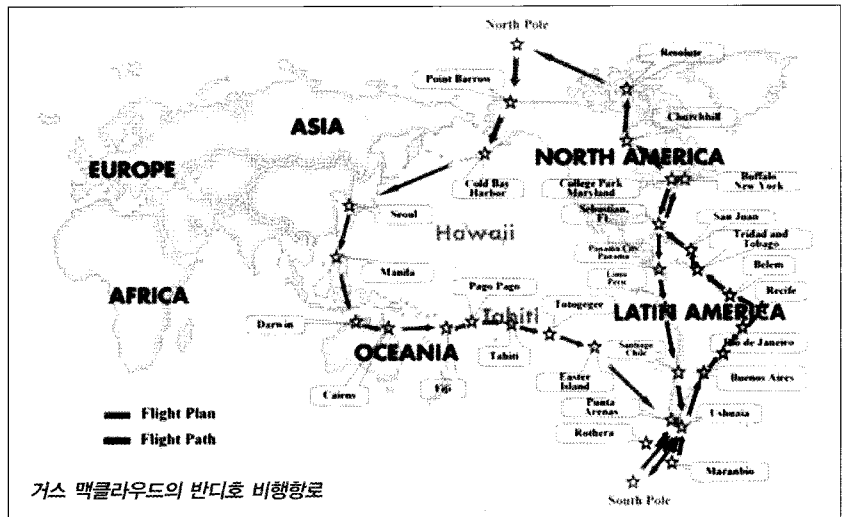 North Pole
Resolute
Point Barrow
ASIA
Churchhill
EUROPE
NORTH AMERICA
Cold Bay
Harbor
College Park
Maryland
Buffalo
New York
Seoul
Sebastian,
FL
San Juan
Hawaii
Tridad and
Tobago
Panama City
Panama
Manila
Belem
Lima
Peru
Pago Pago
Recife
AFRICA
Totogeger
LATIN AMERICA
Darwin
Tahiti
OCEANIA
Tahiti
Santiago
Chile
Rio de Janeiro
Cairns
Fiji
Easter
Island
Buenos Aires
Punta
Arenas
Ushuaia
Flight Plan
Flight Path
Rothera
Marambio
South Pole
거스 맥클라우드의 반디호 비행항로